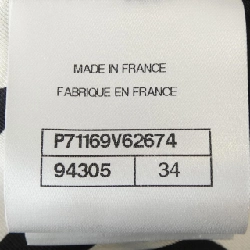 MADE IN FRANCE
FABRIQUE EN FRANCE
P71169V62674
94305 34